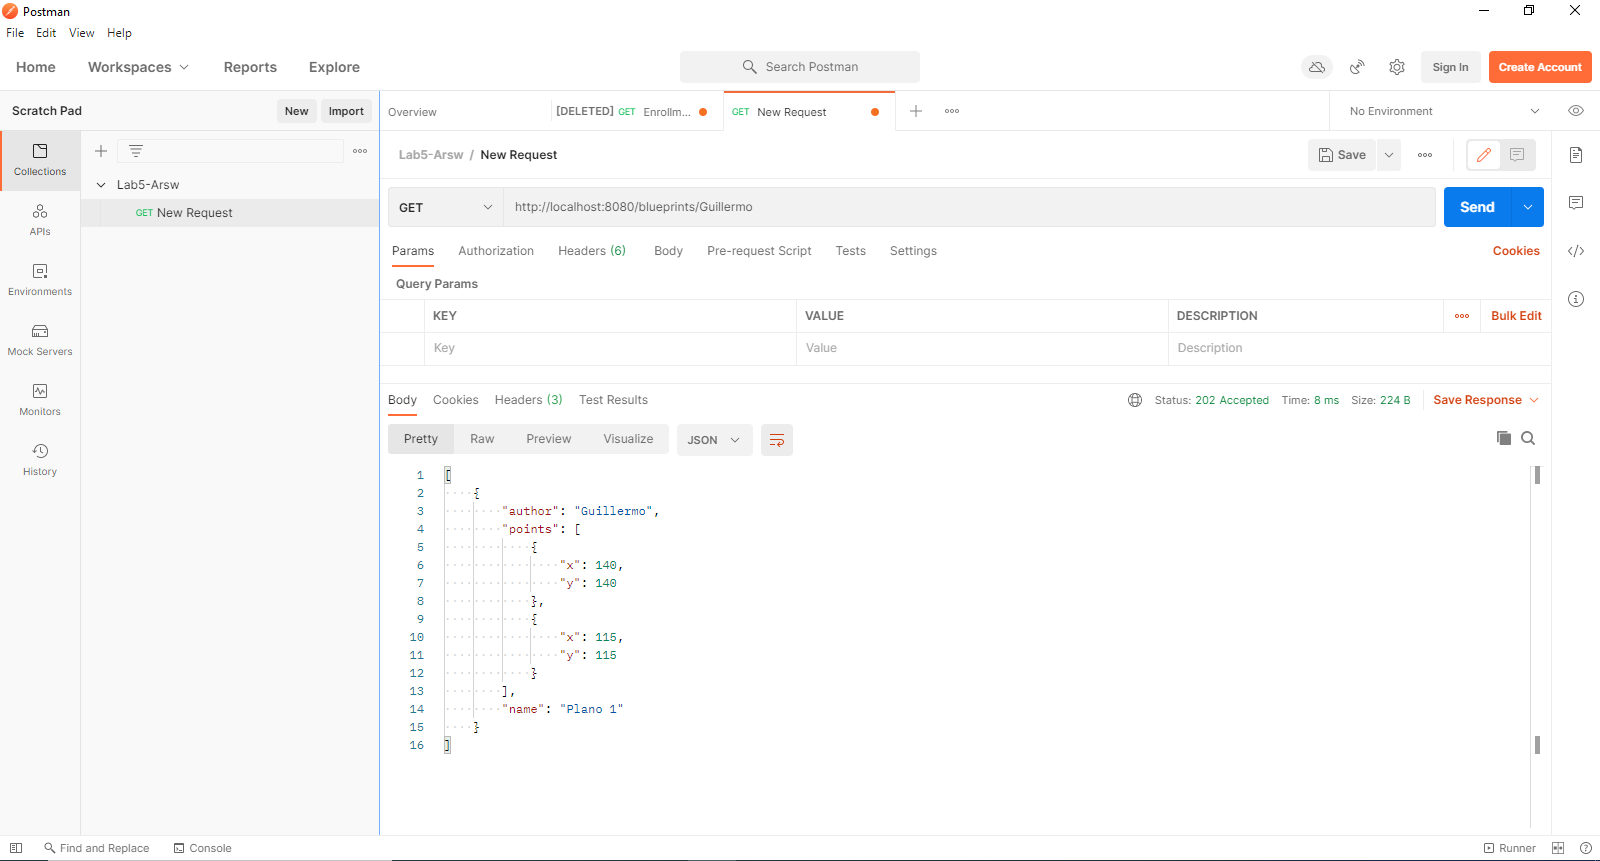 Postman
File Edit View Help
Home Workspaces Reports Explore Search Postman Sign In Create Account
Scratch Pad New Import
Overview [DELETED] GET Enrollm... GET New Request No Environment
Collections
APIs
Environments
Mock Servers
Monitors
History
Lab5-Arsw
GET New Request
Lab5-Arsw / New Request Save
GET http://localhost:8080/blueprints/Guillermo Send
Params Authorization Headers (6) Body Pre-request Script Tests Settings Cookies
Query Params
KEY VALUE DESCRIPTION Bulk Edit
Key Value Description
Body Cookies Headers (3) Test Results Status: 202 Accepted Time: 8 ms Size: 224 B Save Response
Pretty Raw Preview Visualize JSON
1 [
2 {
3 "author": "Guillermo",
4 "points": [
5 {
6 "x": 140,
7 "y": 140
8 },
9 {
10 "x": 115,
11 "y": 115
12 }
13 ],
14 "name": "Plano 1"
15 }
16 ]
Find and Replace Console Runner